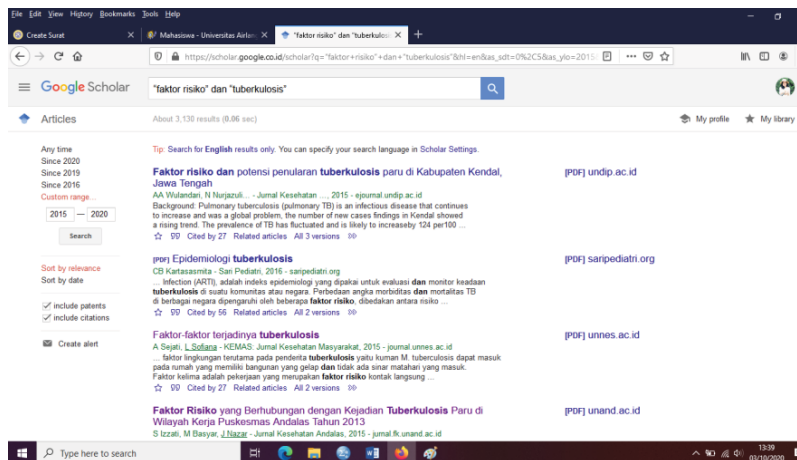 File Edit View History Bookmarks Tools Help
Create Surat
Mahasiswa - Universitas Airlang
"faktor risiko" dan "tuberkulosi
https://scholar.google.co.id/scholar?q="faktor+risiko"+dan+"tuberkulosis"&hl=en&as_sdt=0%2C5&as_ylo=2015
Google Scholar
"faktor risiko" dan "tuberkulosis"
Articles
About 3,130 results (0.06 sec)
My profile
My library
Any time
Since 2020
Since 2019
Since 2016
Custom range...
2015 — 2020
Search
Sort by relevance
Sort by date
include patents
include citations
Create alert
Tip: Search for English results only. You can specify your search language in Scholar Settings.
Faktor risiko dan potensi penularan tuberkulosis paru di Kabupaten Kendal,
Jawa Tengah
AA Wulandari, N Nurjazuli... - Jurnal Kesehatan ..., 2015 - ejournal.undip.ac.id
Background: Pulmonary tuberculosis (pulmonary TB) is an infectious disease that continues
to increase and was a global problem, the number of new cases findings in Kendal showed
a rising trend. The prevalence of TB has fluctuated and is likely to increaseby 124 per100 ...
Cited by 27 Related articles All 3 versions
[PDF] undip.ac.id
[PDF] Epidemiologi tuberkulosis
CB Kartasasmita - Sari Pediatri, 2016 - saripediatri.org
... Infection (ARTI), adalah indeks epidemiologi yang dipakai untuk evaluasi dan monitor keadaan
tuberkulosis di suatu komunitas atau negara. Perbedaan angka morbiditas dan mortalitas TB
di berbagai negara dipengaruhi oleh beberapa faktor risiko, dibedakan antara risiko ...
Cited by 56 Related articles All 2 versions
[PDF] saripediatri.org
Faktor-faktor terjadinya tuberkulosis
A Sejati, L Sofiana - KEMAS: Jurnal Kesehatan Masyarakat, 2015 - journal.unnes.ac.id
... faktor lingkungan terutama pada penderita tuberkulosis yaitu kuman M. tuberculosis dapat masuk
pada rumah yang memiliki bangunan yang gelap dan tidak ada sinar matahari yang masuk.
Faktor kelima adalah pekerjaan yang merupakan faktor risiko kontak langsung ...
Cited by 27 Related articles All 2 versions
[PDF] unnes.ac.id
Faktor Risiko yang Berhubungan dengan Kejadian Tuberkulosis Paru di
Wilayah Kerja Puskesmas Andalas Tahun 2013
S Izzati, M Basyar, J Nazar - Jurnal Kesehatan Andalas, 2015 - jurnal.fk.unand.ac.id
[PDF] unand.ac.id
Type here to search
13:39
03/10/2020